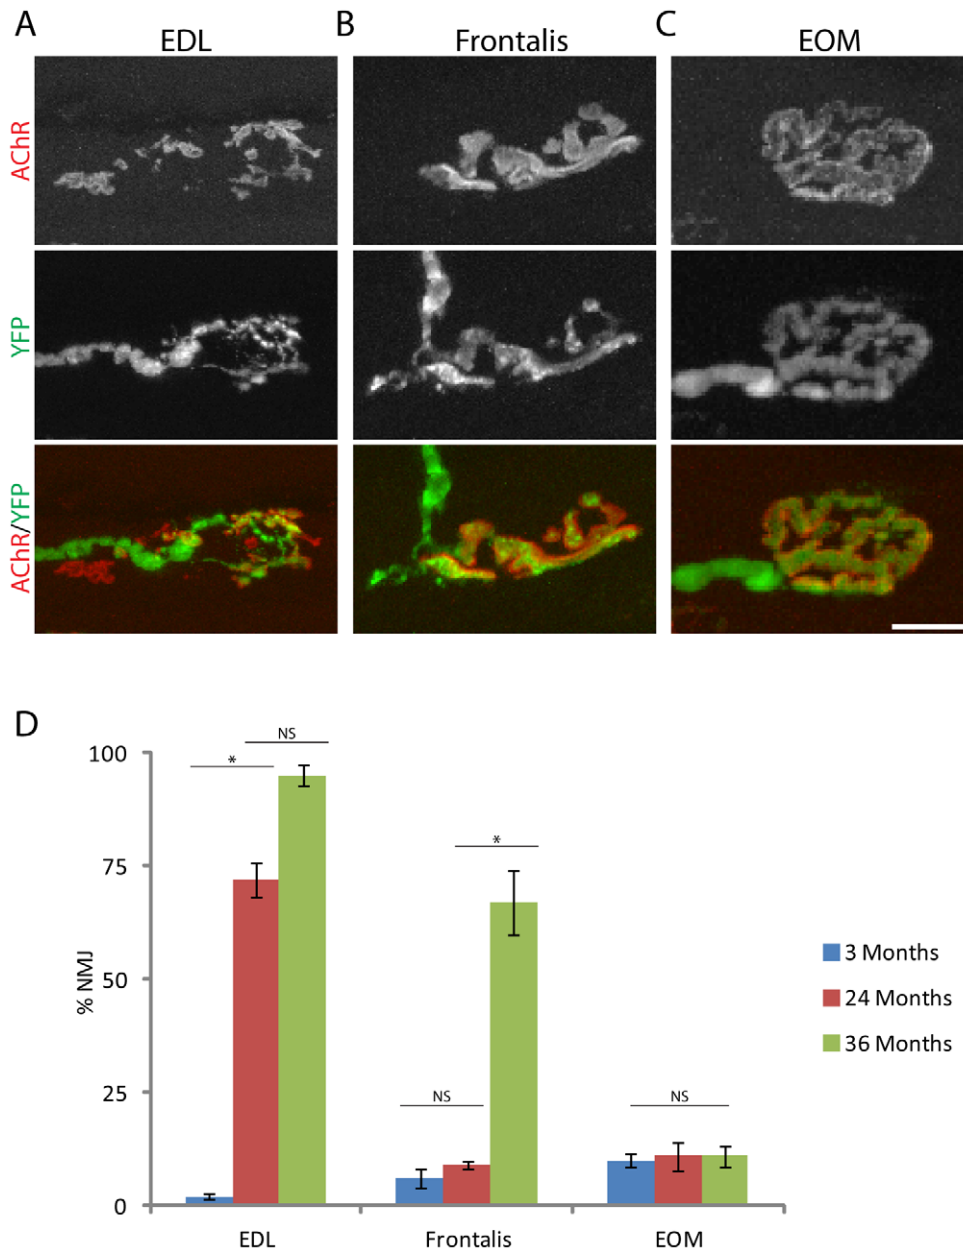 A
EDL
B
Frontalis
C
EOM
AChR
YFP
AChR/YFP
D
100
75
50
25
0
% NMJ
*
NS
NS
*
NS
EDL
Frontalis
EOM
3 Months
24 Months
36 Months